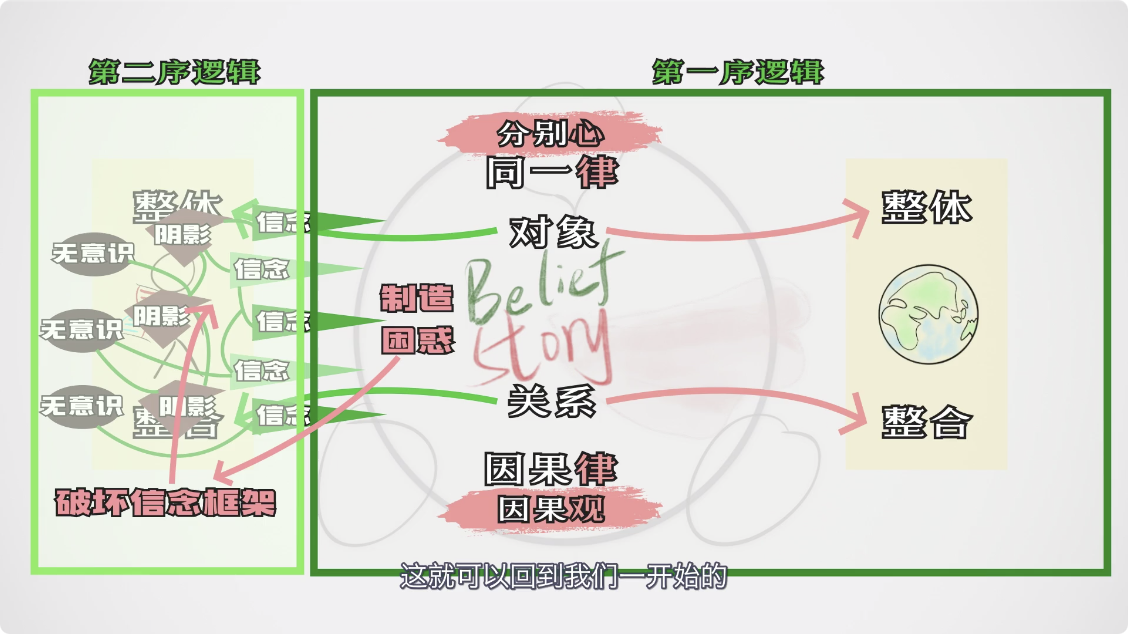 第二序逻辑
第一序逻辑
整体
信念
阴影
无意识
信念
阴影
信念
无意识
信念
无意识
阴影
信念
整合
破坏信念框架
分别心
同一律
对象
Belief
story
制造
困惑
关系
因果律
因果观
整体
整合
这就可以回到我们一开始的